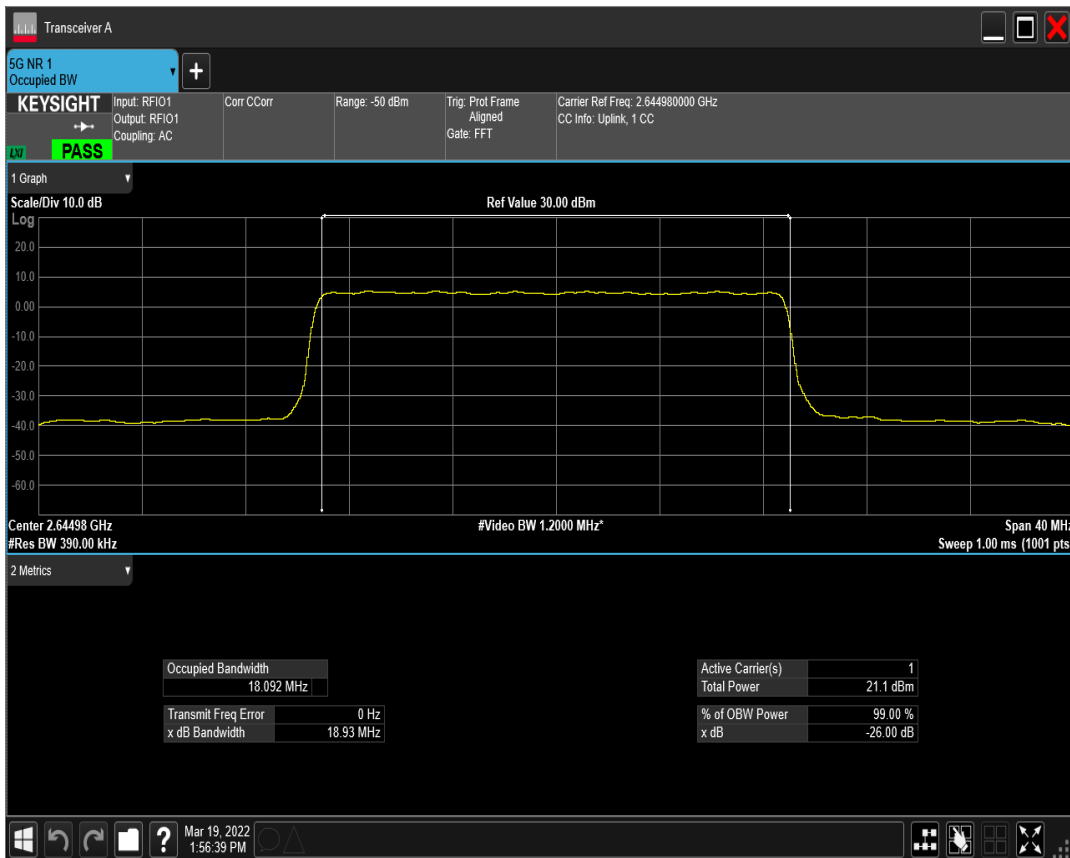 Transceiver A
5G NR 1
Occupied BW
KEYSIGHT
LXI
PASS
Input: RFIO1
Output: RFIO1
Coupling: AC
Corr CCorr
Range: -50 dBm
Trig: Prot Frame
Aligned
Gate: FFT
Carrier Ref Freq: 2.644980000 GHz
CC Info: Uplink, 1 CC
1 Graph
Scale/Div 10.0 dB
Ref Value 30.00 dBm
Log
20.0
10.0
0.00
-10.0
-20.0
-30.0
-40.0
-50.0
-60.0
Center 2.64498 GHz
#Video BW 1.2000 MHz*
Span 40 MHz
#Res BW 390.00 kHz
Sweep 1.00 ms (1001 pts
2 Metrics
Occupied Bandwidth
18.092 MHz
Transmit Freq Error 0 Hz
x dB Bandwidth 18.93 MHz
Active Carrier(s) 1
Total Power 21.1 dBm
% of OBW Power 99.00 %
x dB -26.00 dB
?
Mar 19, 2022
1:56:39 PM